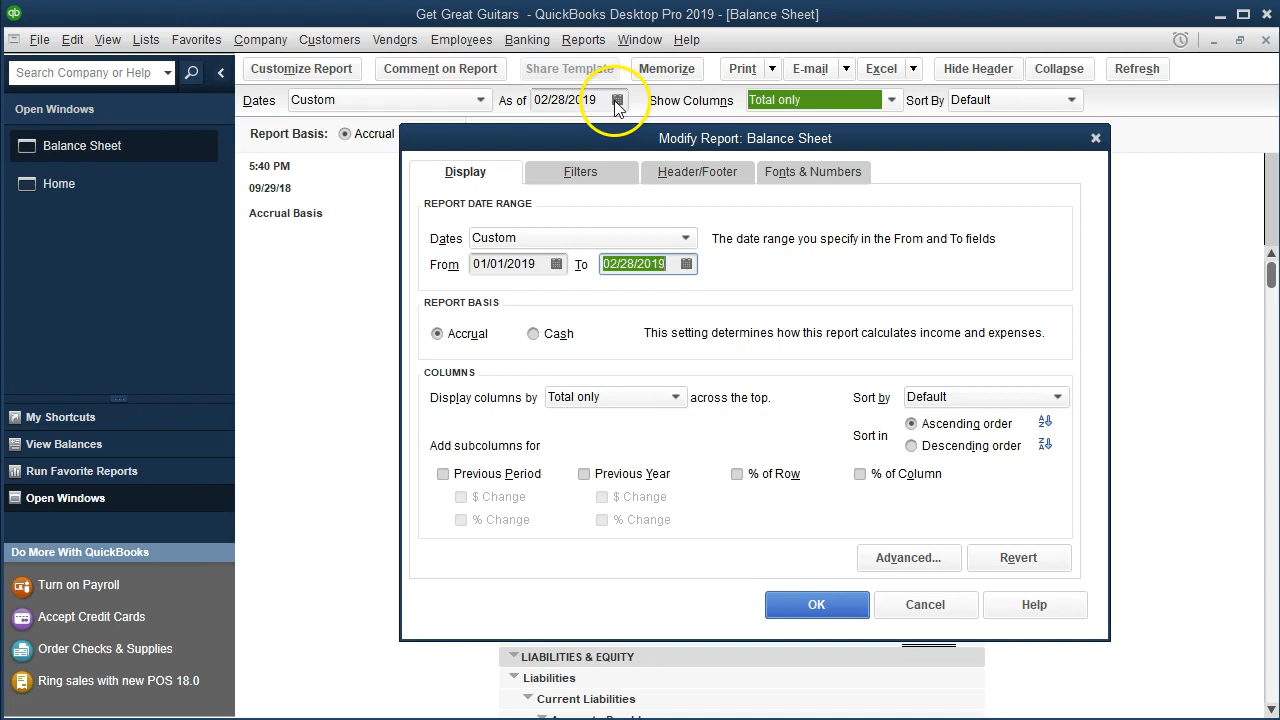 Get Great Guitars - QuickBooks Desktop Pro 2019 - [Balance Sheet]
File Edit View Lists Favorites Company Customers Vendors Employees Banking Reports Window Help
Search Company or Help
Customize Report Comment on Report Share Template Memorize Print E-mail Excel Hide Header Collapse Refresh
Dates Custom As of 02/28/2019 Show Columns Total only Sort By Default
Open Windows
Balance Sheet
Home
My Shortcuts
View Balances
Run Favorite Reports
Open Windows
Do More With QuickBooks
Turn on Payroll
Accept Credit Cards
Order Checks & Supplies
Ring sales with new POS 18.0
Report Basis: Accrual
5:40 PM
09/29/18
Accrual Basis
Modify Report: Balance Sheet
Display Filters Header/Footer Fonts & Numbers
REPORT DATE RANGE
Dates Custom The date range you specify in the From and To fields
From 01/01/2019 To 02/28/2019
REPORT BASIS
Accrual Cash This setting determines how this report calculates income and expenses.
COLUMNS
Display columns by Total only across the top. Sort by Default
Sort in Ascending order
Descending order
Add subcolumns for
Previous Period Previous Year % of Row % of Column
$ Change $ Change
% Change % Change
Advanced... Revert
OK Cancel Help
LIABILITIES & EQUITY
Liabilities
Current Liabilities